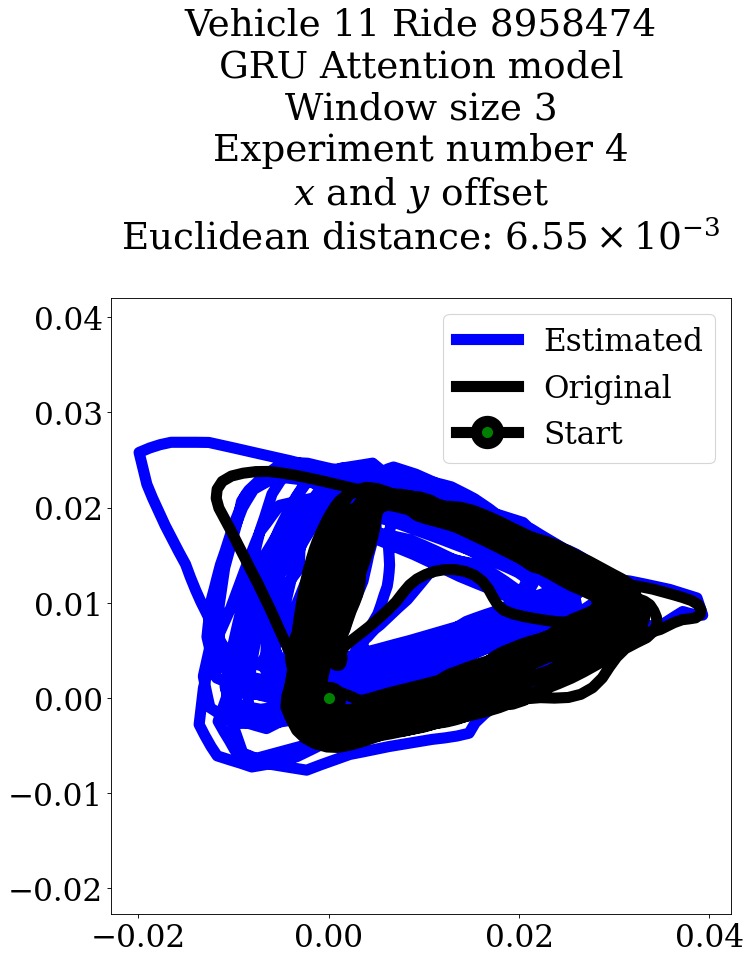 Vehicle 11 Ride 8958474
GRU Attention model
Window size 3
Experiment number 4
x and y offset
Euclidean distance: 6.55 × 10⁻³
0.04
0.03
0.02
0.01
0.00
−0.01
−0.02
Estimated
Original
Start
−0.02 0.00 0.02 0.04